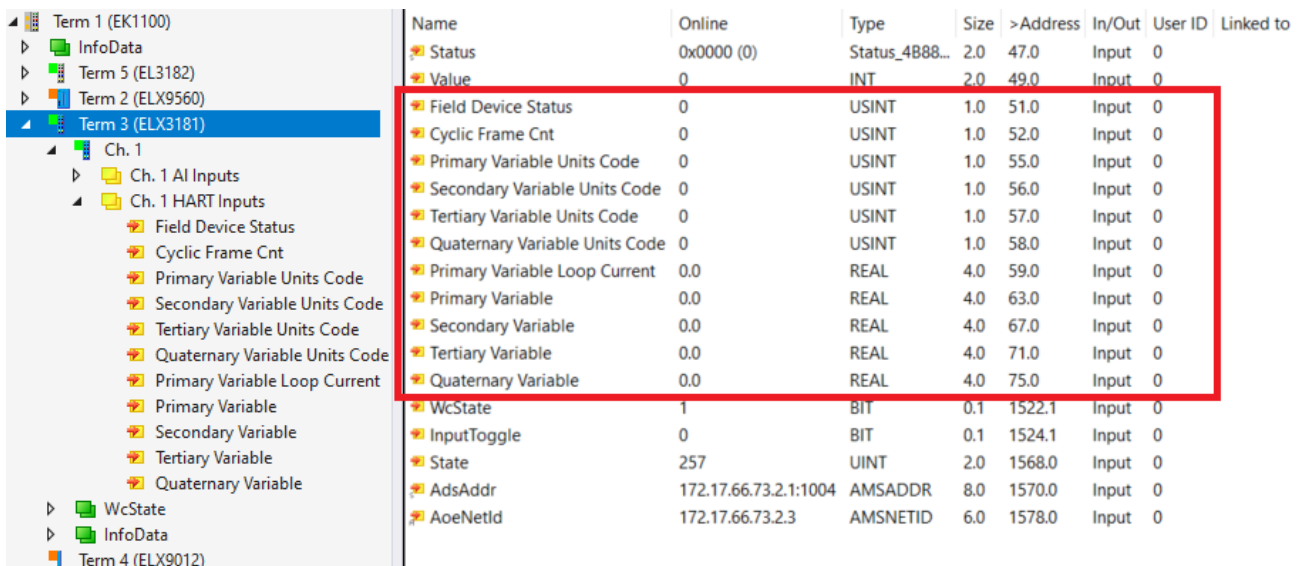 Term 1 (EK1100)
InfoData
Term 5 (EL3182)
Term 2 (ELX9560)
Term 3 (ELX3181)
Ch. 1
Ch. 1 AI Inputs
Ch. 1 HART Inputs
Field Device Status
Cyclic Frame Cnt
Primary Variable Units Code
Secondary Variable Units Code
Tertiary Variable Units Code
Quaternary Variable Units Code
Primary Variable Loop Current
Primary Variable
Secondary Variable
Tertiary Variable
Quaternary Variable
WcState
InfoData
Term 4 (ELX9012)
Name Online Type Size >Address In/Out User ID Linked to
Status 0x0000 (0) Status_4B88... 2.0 47.0 Input 0
Value 0 INT 2.0 49.0 Input 0
Field Device Status 0 USINT 1.0 51.0 Input 0
Cyclic Frame Cnt 0 USINT 1.0 52.0 Input 0
Primary Variable Units Code 0 USINT 1.0 55.0 Input 0
Secondary Variable Units Code 0 USINT 1.0 56.0 Input 0
Tertiary Variable Units Code 0 USINT 1.0 57.0 Input 0
Quaternary Variable Units Code 0 USINT 1.0 58.0 Input 0
Primary Variable Loop Current 0.0 REAL 4.0 59.0 Input 0
Primary Variable 0.0 REAL 4.0 63.0 Input 0
Secondary Variable 0.0 REAL 4.0 67.0 Input 0
Tertiary Variable 0.0 REAL 4.0 71.0 Input 0
Quaternary Variable 0.0 REAL 4.0 75.0 Input 0
WcState 1 BIT 0.1 1522.1 Input 0
InputToggle 0 BIT 0.1 1524.1 Input 0
State 257 UINT 2.0 1568.0 Input 0
AdsAddr 172.17.66.73.2.1:1004 AMSADDR 8.0 1570.0 Input 0
AoeNetId 172.17.66.73.2.3 AMSNETID 6.0 1578.0 Input 0